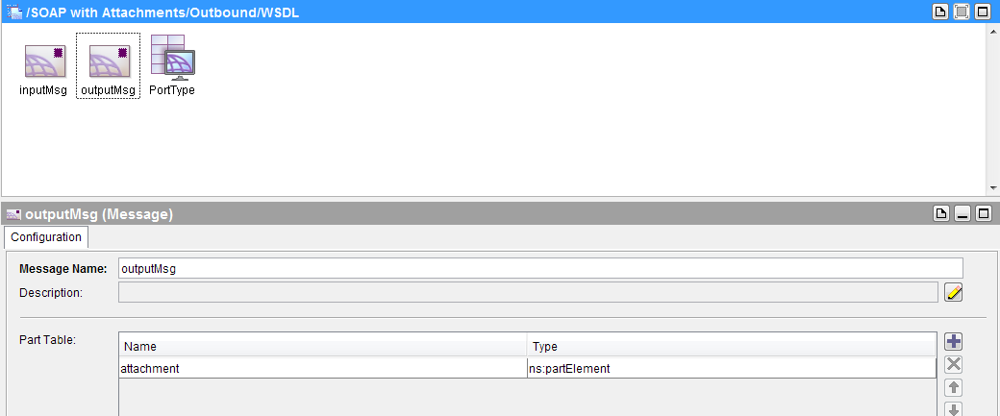 /SOAP with Attachments/Outbound/WSDL
inputMsg outputMsg PortType
outputMsg (Message)
Configuration
Message Name: outputMsg
Description:
Part Table:
Name Type
attachment ns:partElement